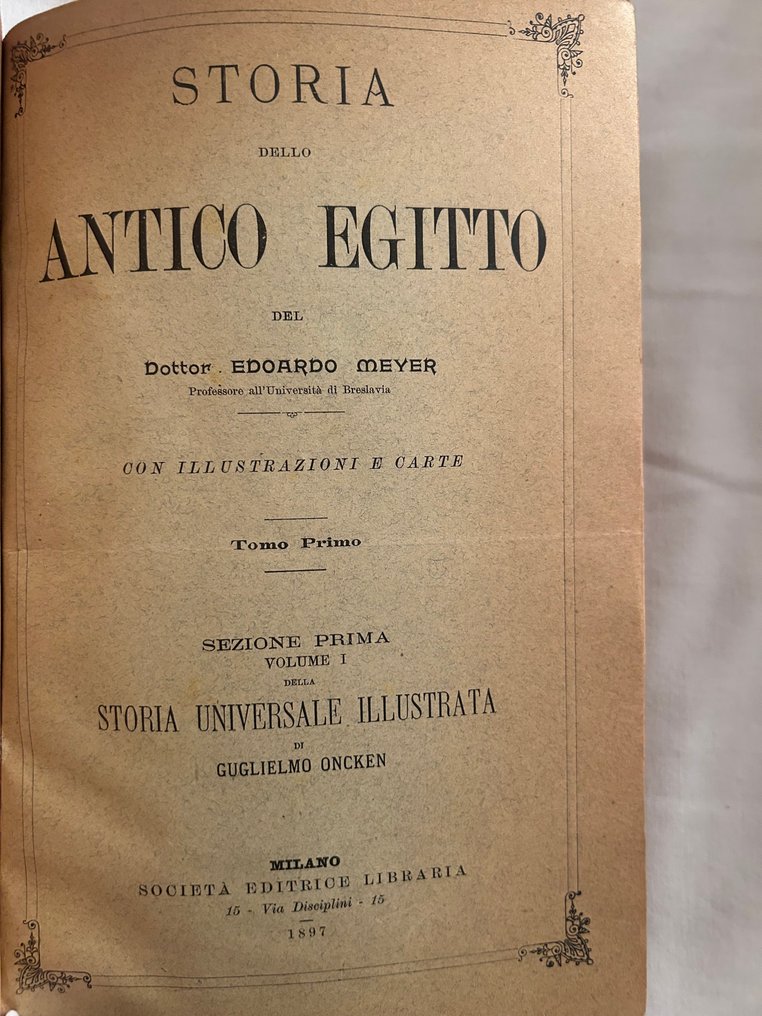 STORIA
DELLO
ANTICO EGITTO
DEL
Dottor EDOARDO MEYER
Professore all'Università di Breslavia
CON ILLUSTRAZIONI E CARTE
Tomo Primo
SEZIONE PRIMA
VOLUME I
DELLA
STORIA UNIVERSALE ILLUSTRATA
DI
GUGLIELMO ONCKEN
MILANO
SOCIETÀ EDITRICE LIBRARIA
15 - Via Disciplini - 15
1897